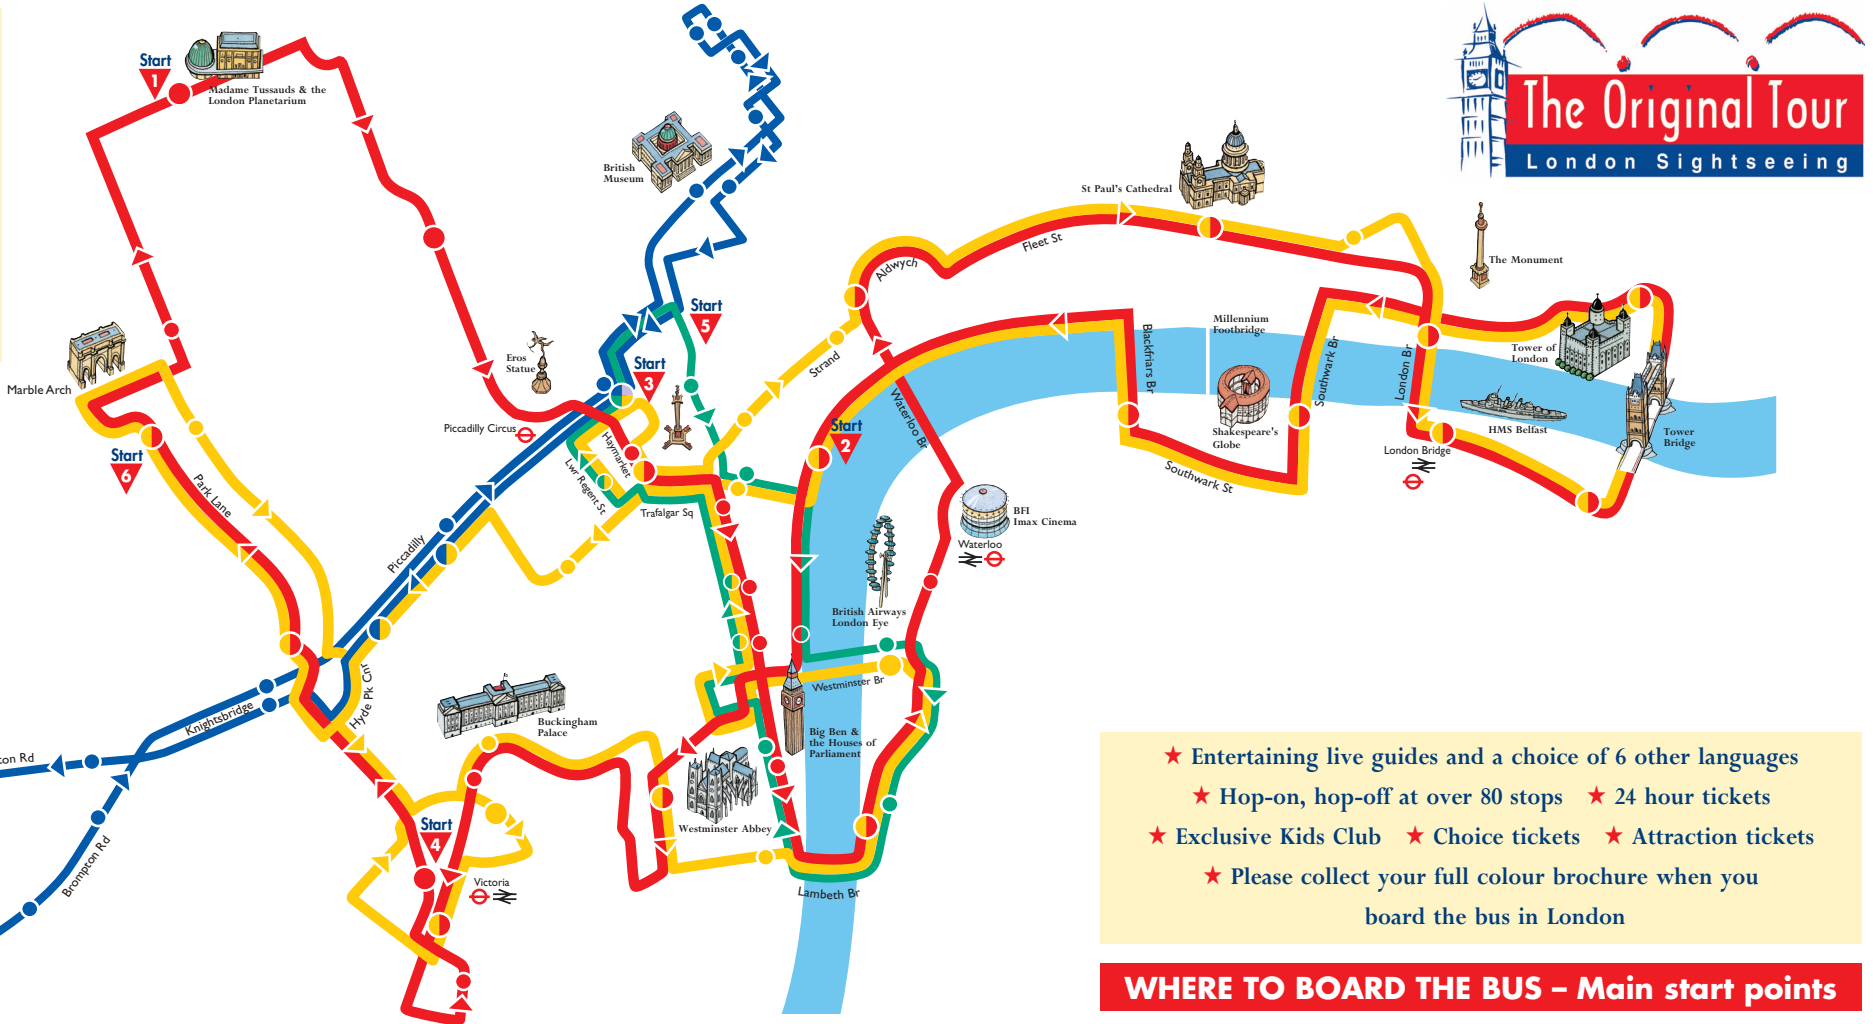 The Original Tour
London Sightseeing
Start
1
Madame Tussauds & the
London Planetarium
British
Museum
St Paul's Cathedral
The Monument
Fleet St
Aldwych
Start
5
Eros
Statue
Start
3
Strand
Millennium
Footbridge
Blackfriars Br
Southwark Br
London Br
Tower of
London
Marble Arch
Piccadilly Circus
Haymarket
Waterloo Br
Start
2
Shakespeare's
Globe
HMS Belfast
Tower
Bridge
London Bridge
Southwark St
Start
6
Park Lane
Lwr Regent St
Trafalgar Sq
BFI
Imax Cinema
Waterloo
Piccadilly
British Airways
London Eye
Westminster Br
Hyde Pk Cnr
Knightsbridge
Buckingham
Palace
Big Ben &
the Houses of
Parliament
ton Rd
Brompton Rd
Start
4
Victoria
Westminster Abbey
Lambeth Br
★ Entertaining live guides and a choice of 6 other languages
★ Hop-on, hop-off at over 80 stops ★ 24 hour tickets
★ Exclusive Kids Club ★ Choice tickets ★ Attraction tickets
★ Please collect your full colour brochure when you
board the bus in London
WHERE TO BOARD THE BUS – Main start points